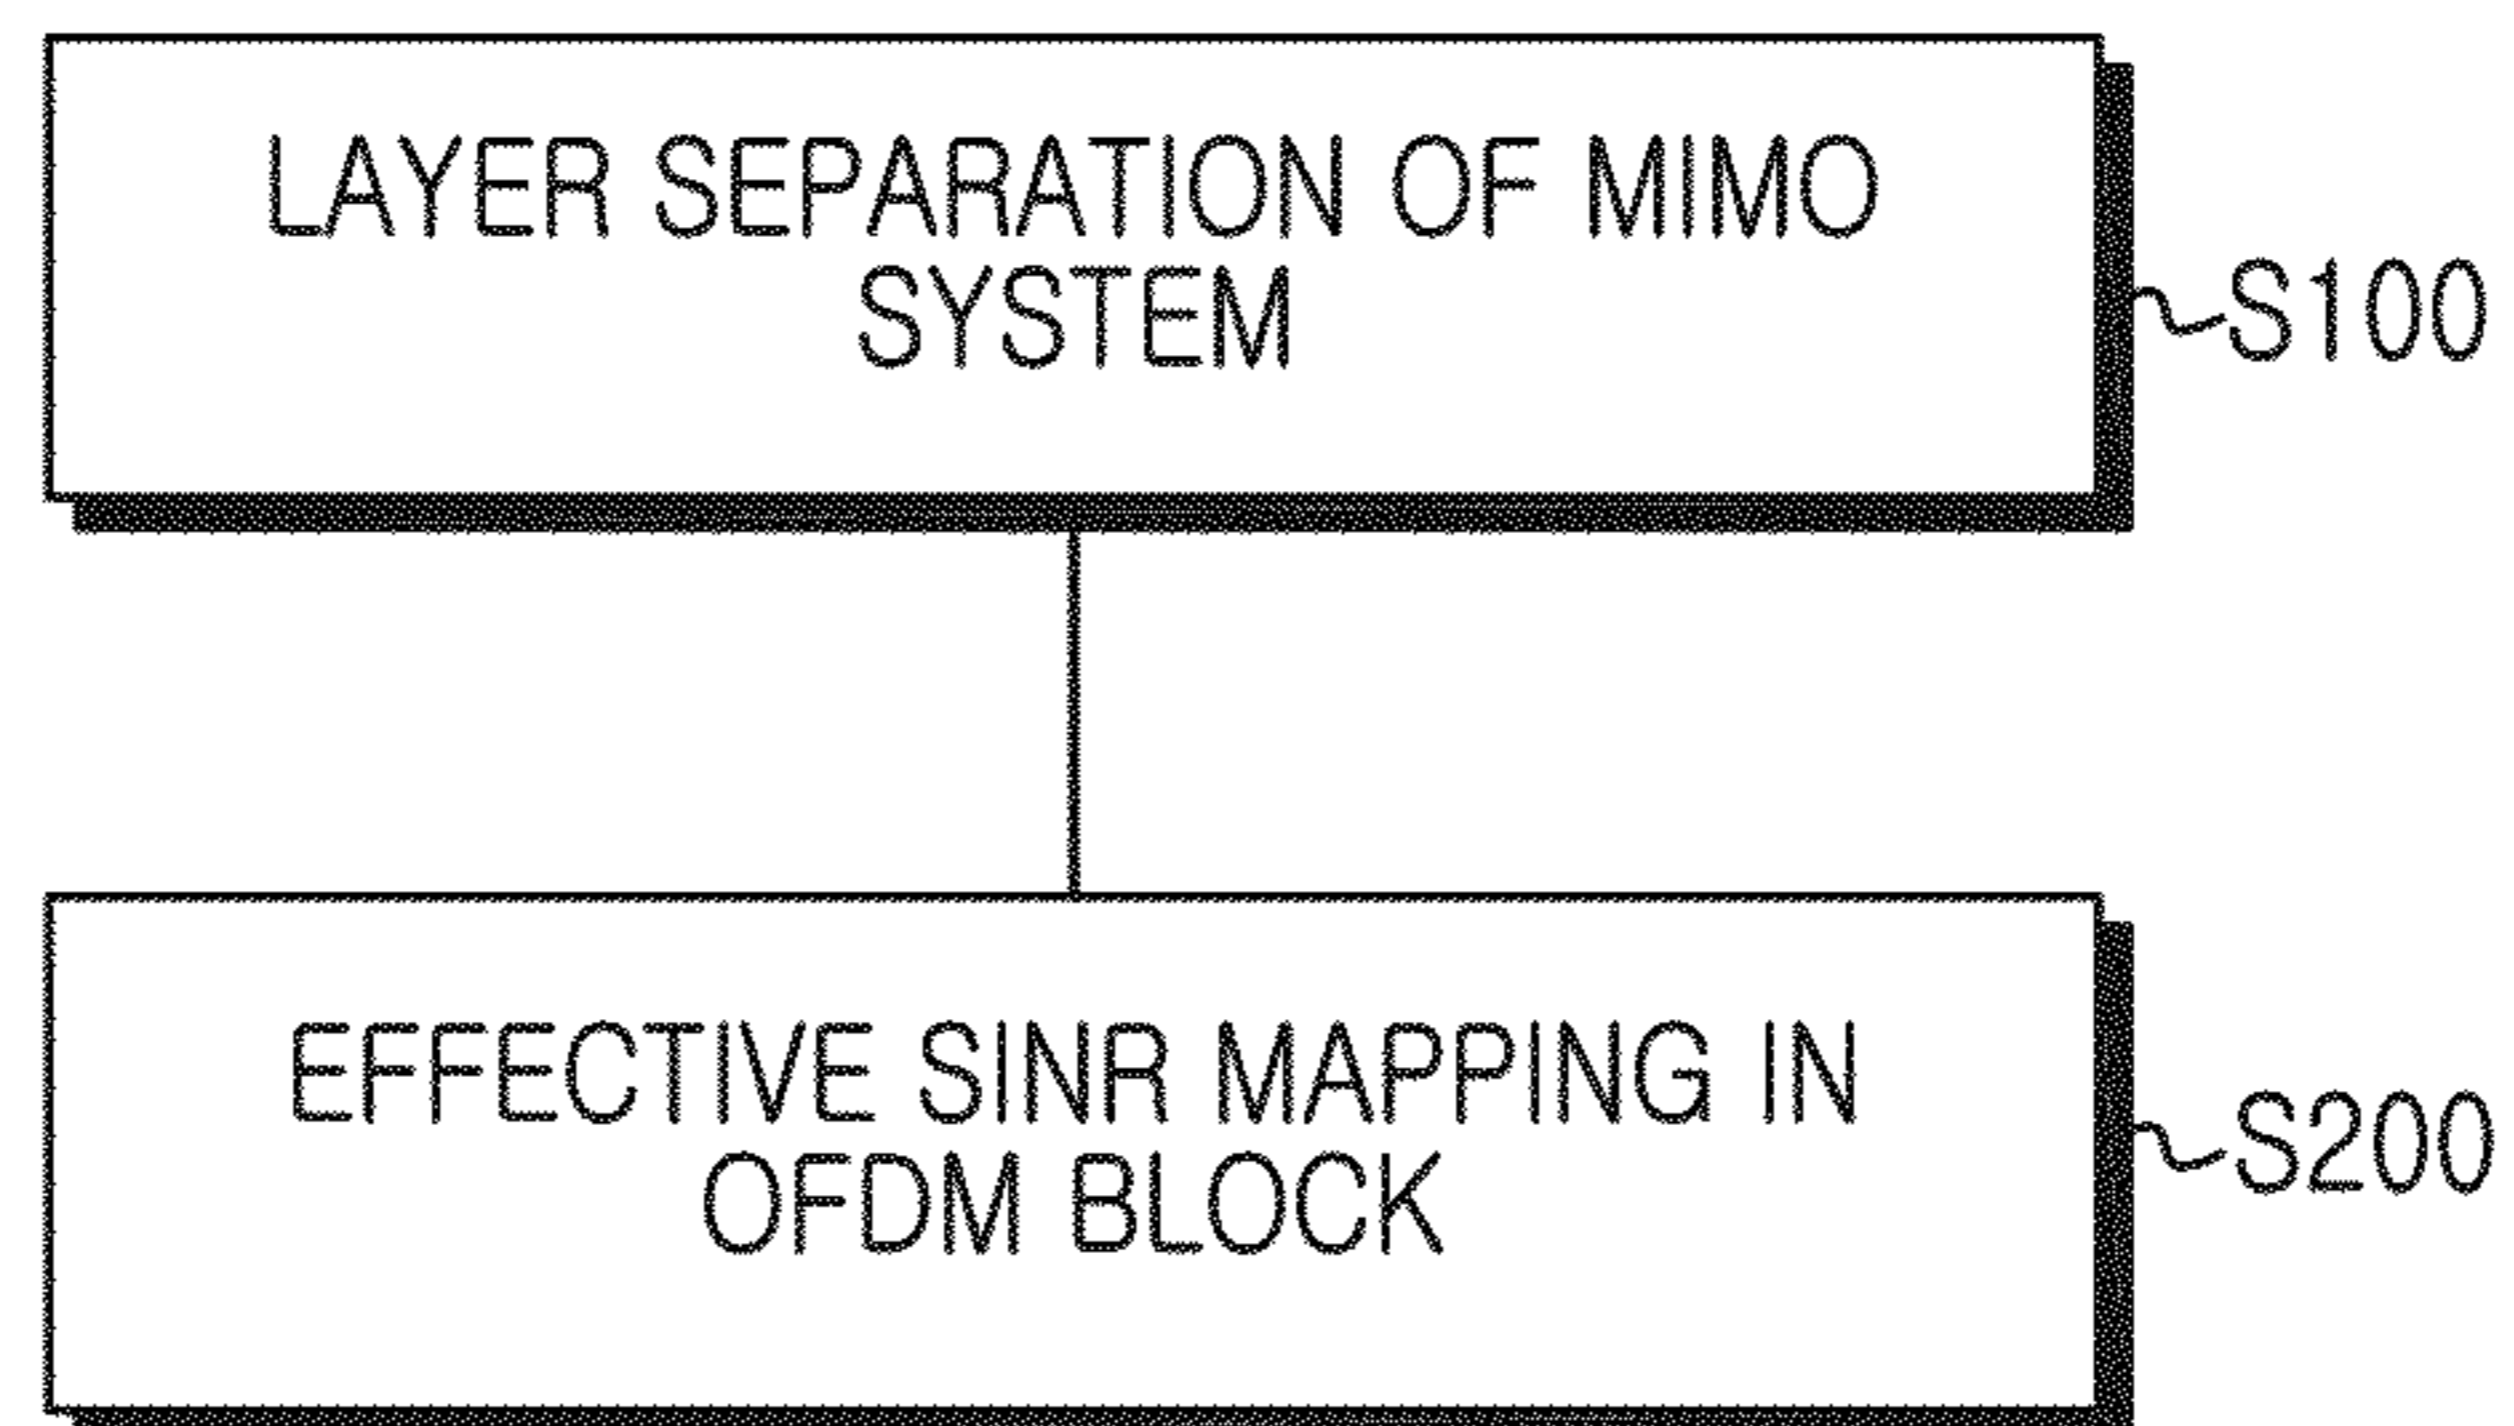 LAYER SEPARATION OF MIMO
SYSTEM
S100
EFFECTIVE SINR MAPPING IN
OFDM BLOCK
S200